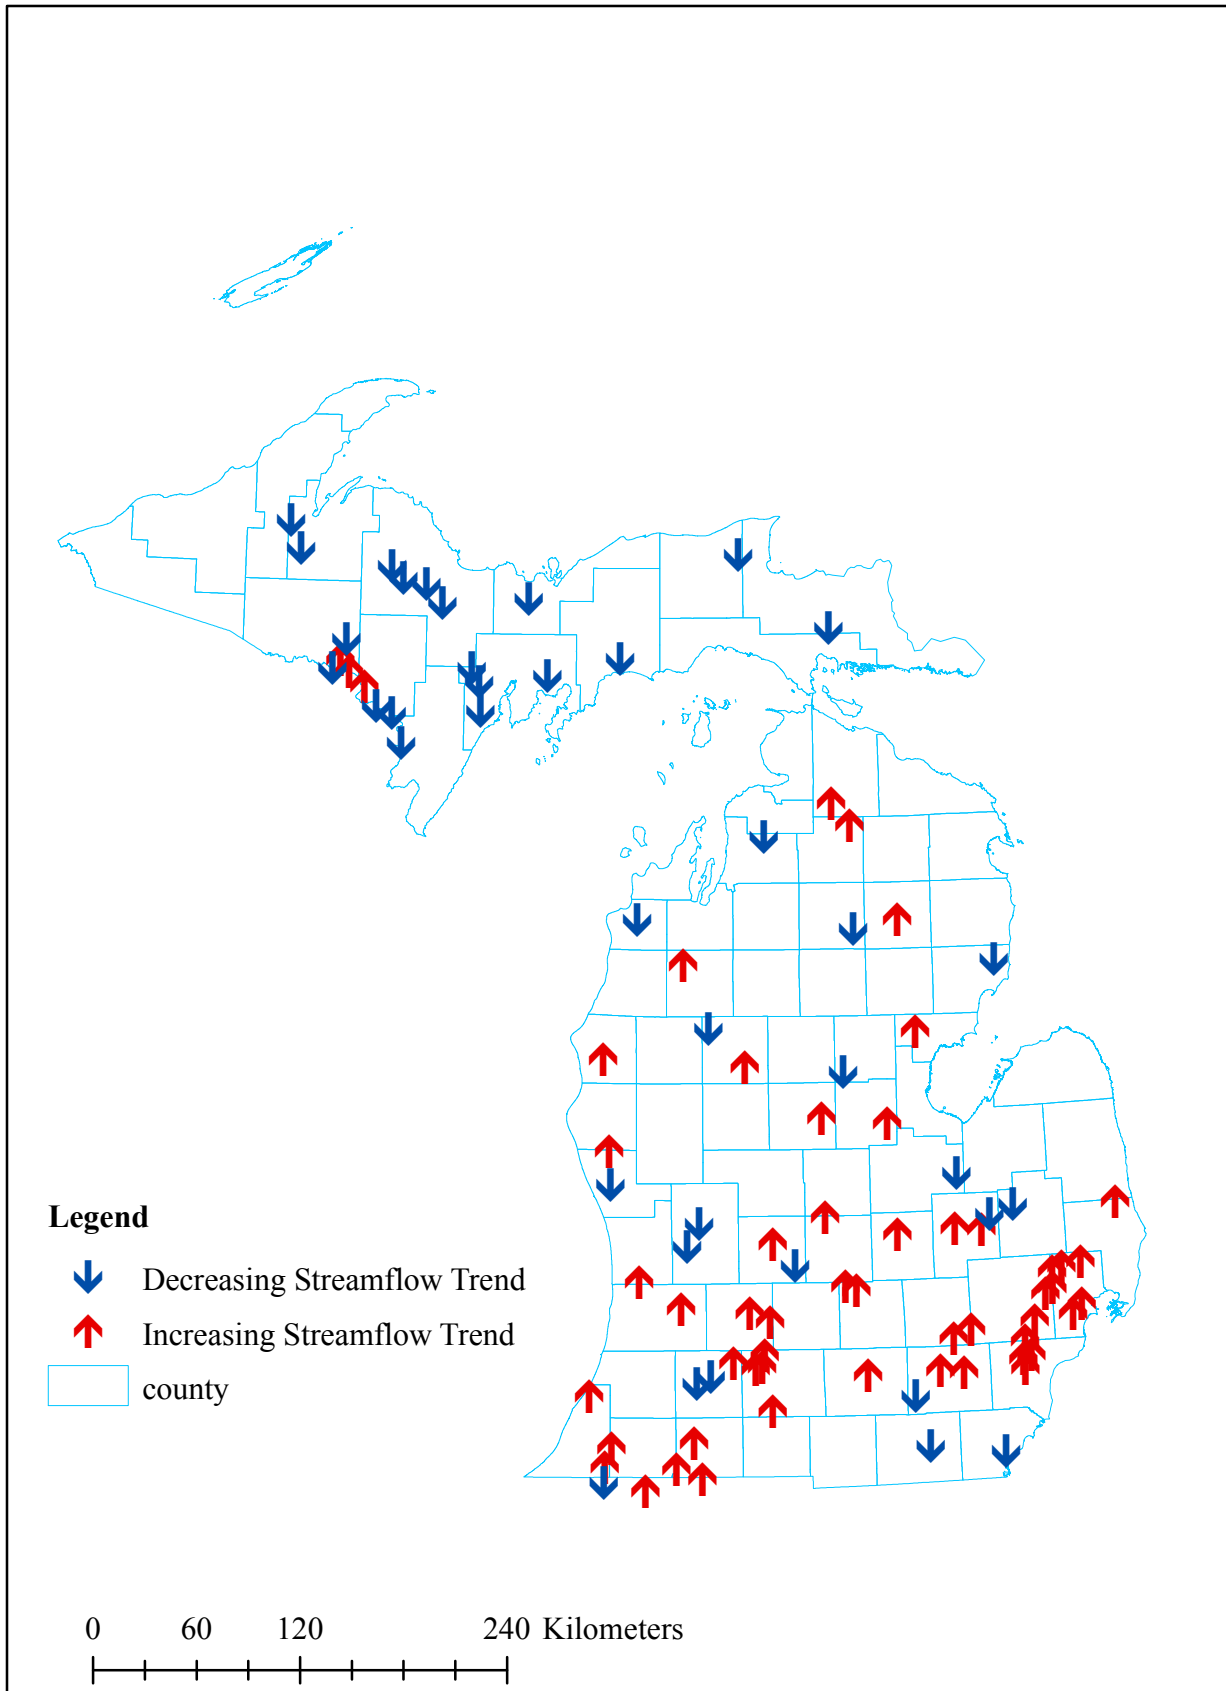 Legend
Decreasing Streamflow Trend
Increasing Streamflow Trend
county
0 60 120 240 Kilometers